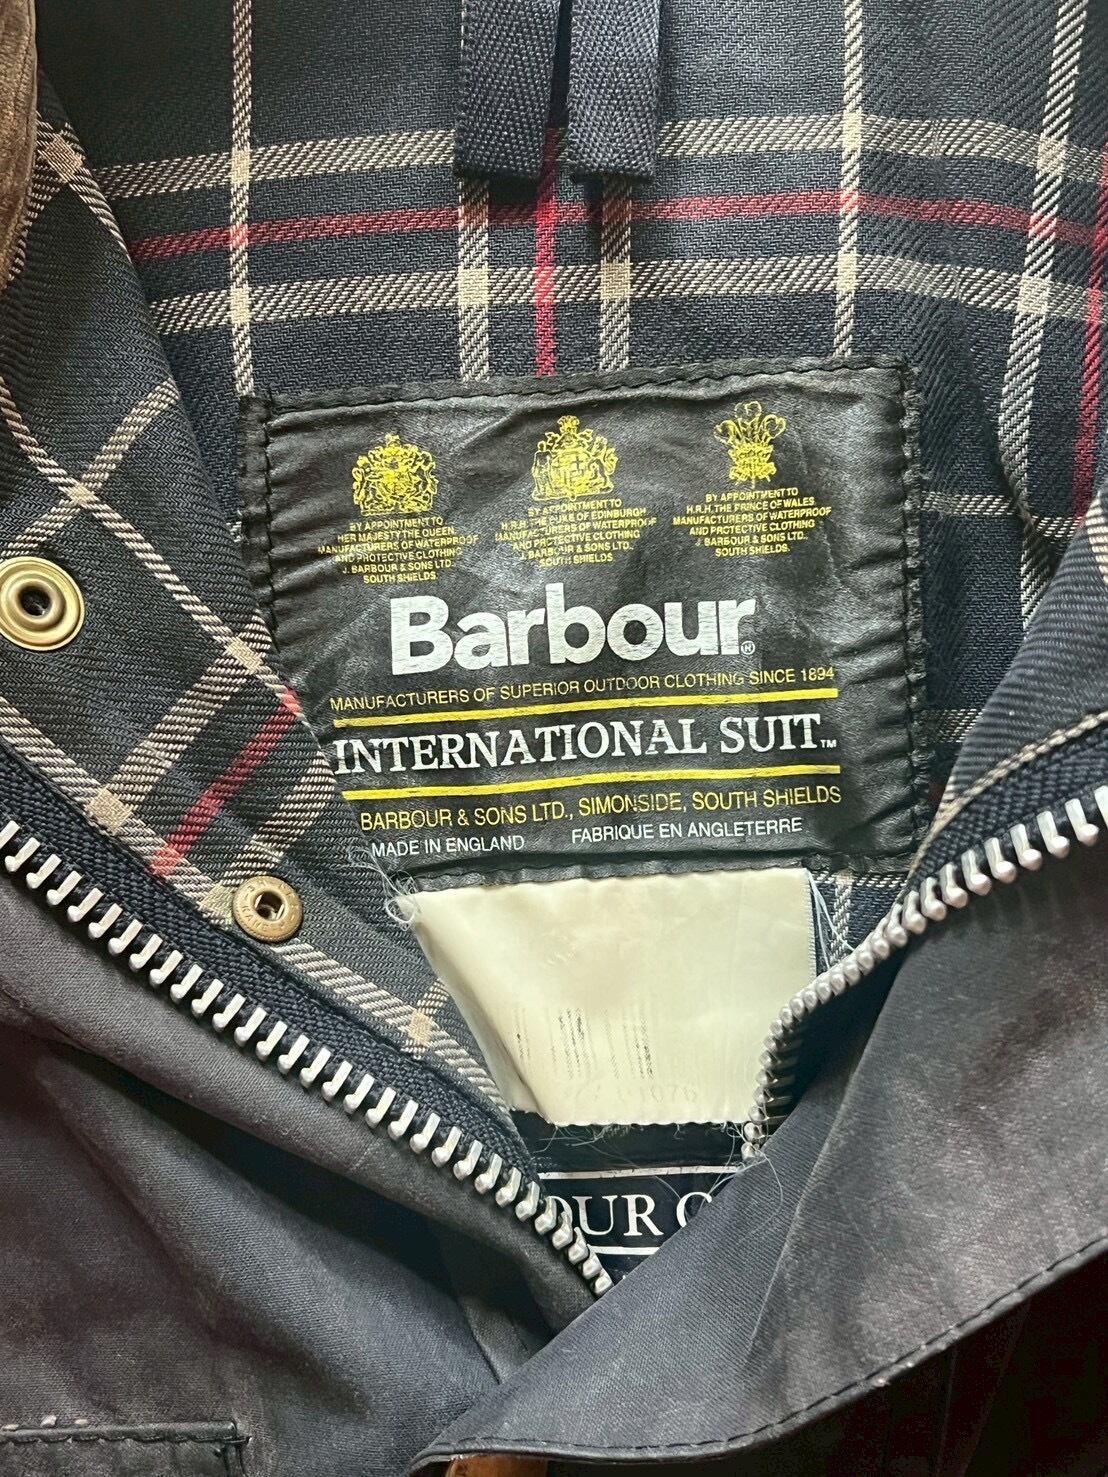 BY APPOINTMENT TO
HER MAJESTY THE QUEEN
MANUFACTURERS OF WATERPROOF
AND PROTECTIVE CLOTHING
J. BARBOUR & SONS LTD.
SOUTH SHIELDS.
BY APPOINTMENT TO
H.R.H. THE DUKE OF EDINBURGH
MANUFACTURERS OF WATERPROOF
AND PROTECTIVE CLOTHING
J. BARBOUR & SONS LTD.
SOUTH SHIELDS.
BY APPOINTMENT TO
H.R.H. THE PRINCE OF WALES
MANUFACTURERS OF WATERPROOF
AND PROTECTIVE CLOTHING
J. BARBOUR & SONS LTD.,
SOUTH SHIELDS.
Barbour®
MANUFACTURERS OF SUPERIOR OUTDOOR CLOTHING SINCE 1894
INTERNATIONAL SUIT™
BARBOUR & SONS LTD., SIMONSIDE, SOUTH SHIELDS
MADE IN ENGLAND FABRIQUE EN ANGLETERRE
OUR